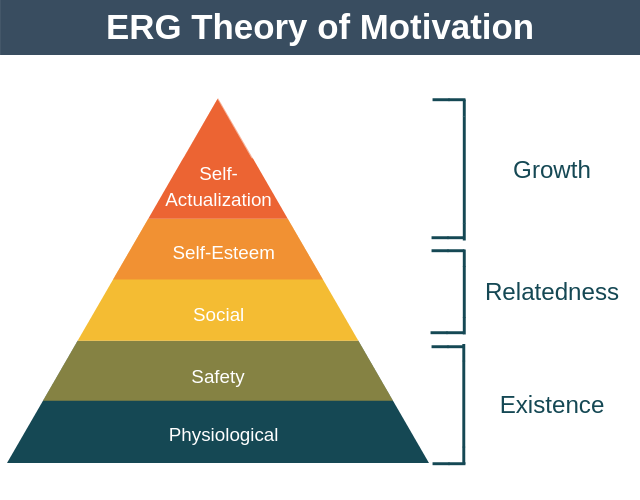 ERG Theory of Motivation
Self-
Actualization
Self-Esteem
Social
Safety
Physiological
Growth
Relatedness
Existence